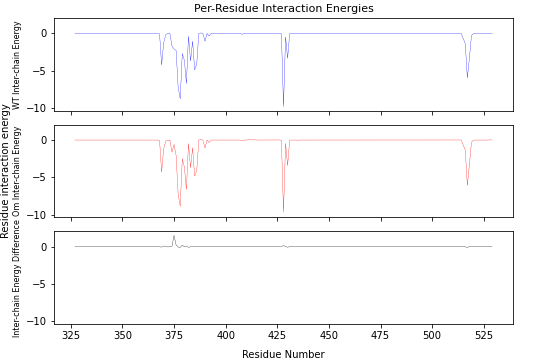 Per-Residue Interaction Energies
WT Inter-chain Energy
0
−5
−10
Residue interaction energy
Om Inter-chain Energy
0
−5
−10
Inter-chain Energy Difference
0
−5
−10
325 350 375 400 425 450 475 500 525
Residue Number